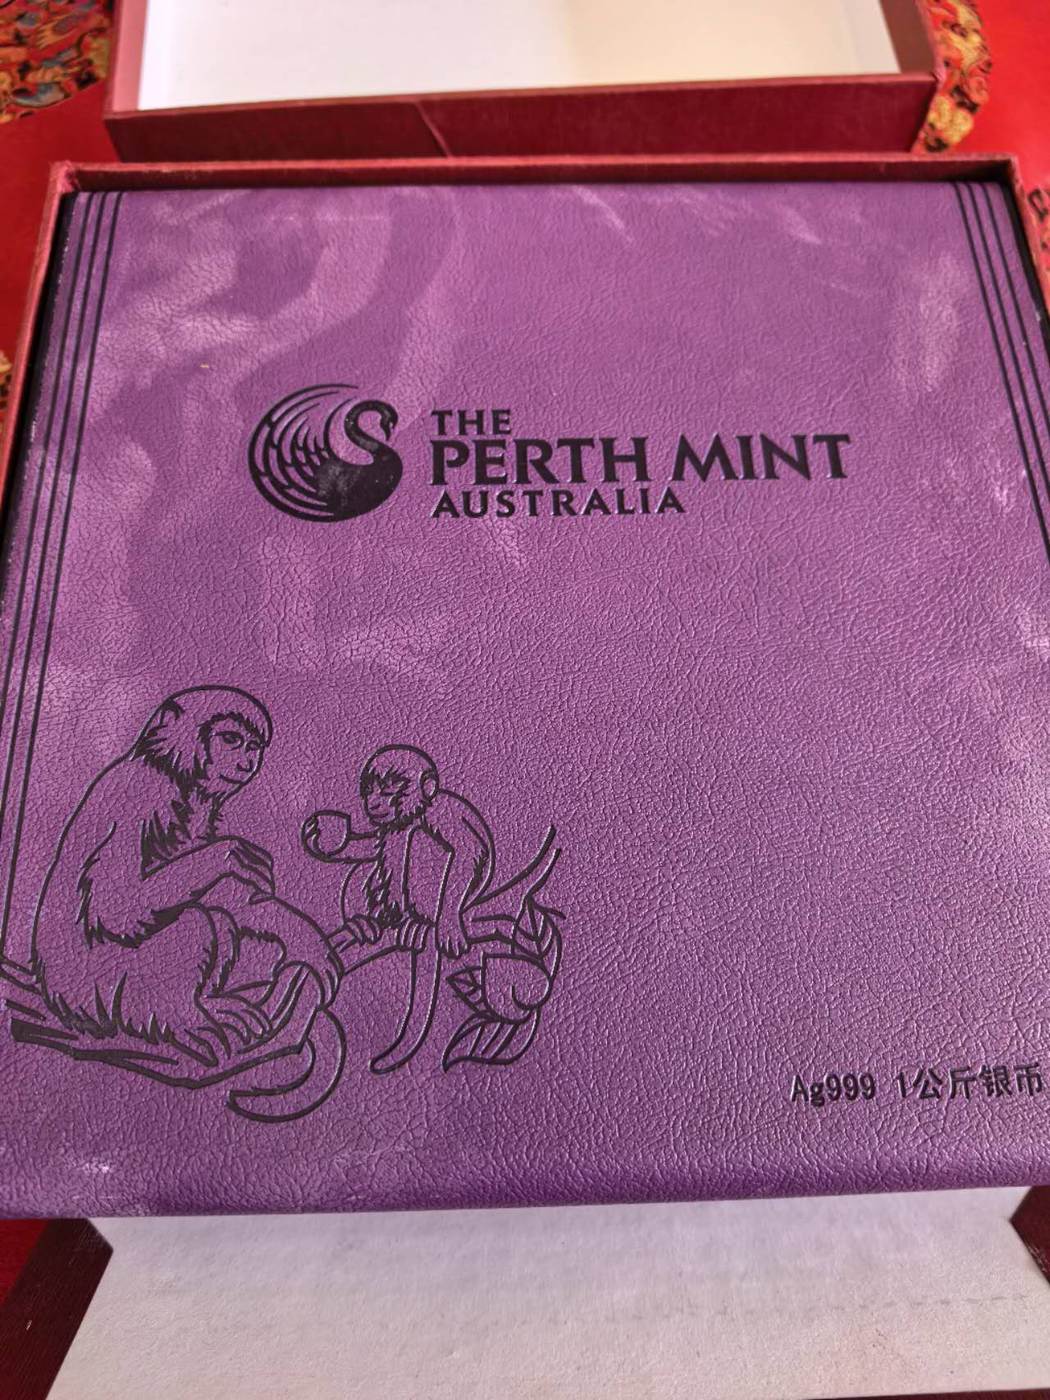 THE
PERTH MINT
AUSTRALIA
Ag999 1公斤银币